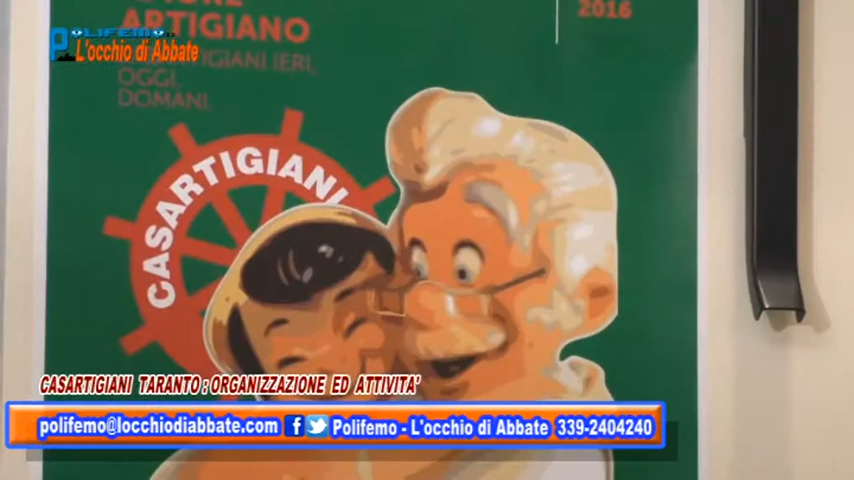 ARTIGIANO
2016
POLIFEMO
L'occhio di Abbate
ARTIGIANI IERI,
OGGI,
DOMANI.
CASARTIGIANI
CASARTIGIANI TARANTO : ORGANIZZAZIONE ED ATTIVITA'
polifemo@locchiodiabbate.com Polifemo - L'occhio di Abbate 339-2404240